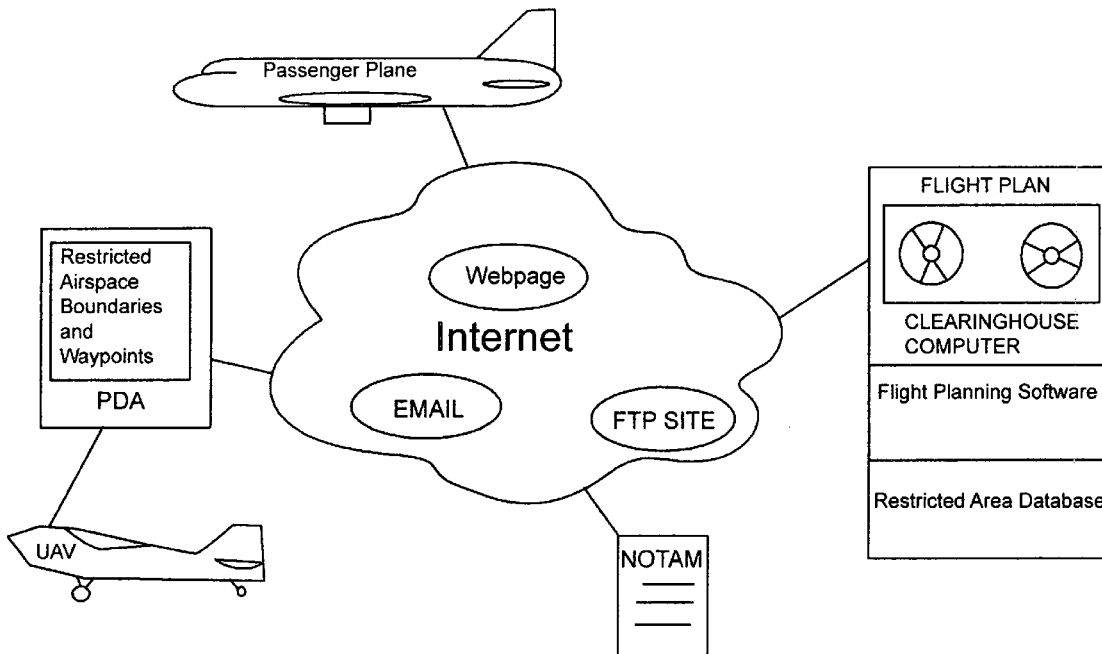 Passenger Plane
FLIGHT PLAN
CLEARINGHOUSE
COMPUTER
Flight Planning Software
Restricted Area Database
Restricted
Airspace
Boundaries
and
Waypoints
PDA
Webpage
Internet
EMAIL
FTP SITE
UAV
NOTAM